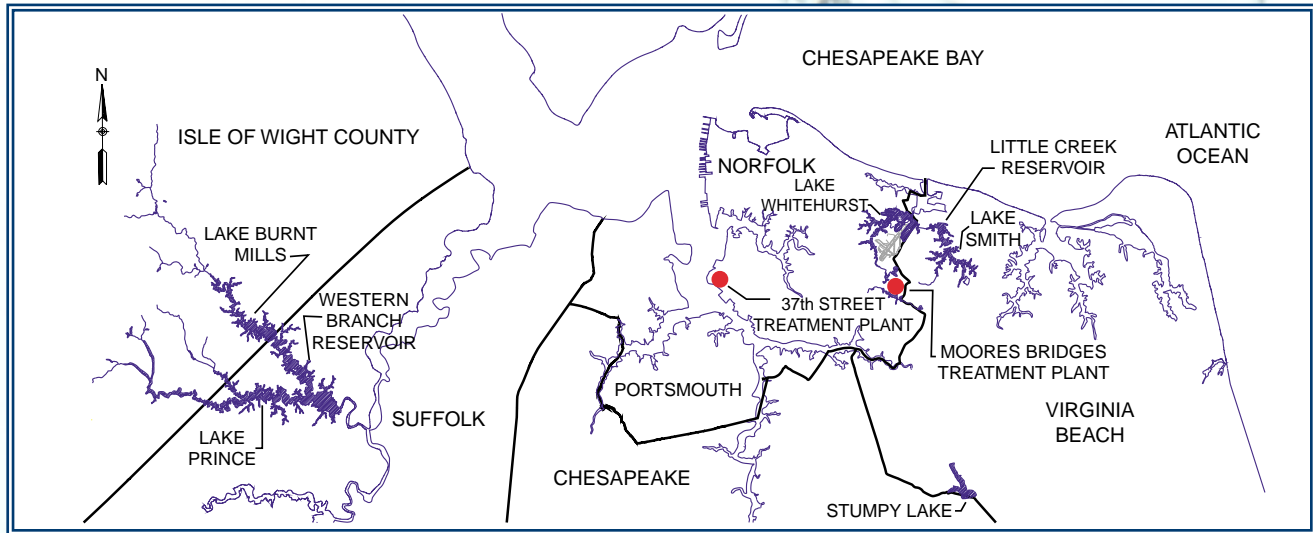 CHESAPEAKE BAY
N
ISLE OF WIGHT COUNTY
ATLANTIC
OCEAN
LITTLE CREEK
RESERVOIR
NORFOLK
LAKE
WHITEHURST
LAKE
SMITH
LAKE BURNT
MILLS
WESTERN
BRANCH
RESERVOIR
37th STREET
TREATMENT PLANT
MOORES BRIDGES
TREATMENT PLANT
PORTSMOUTH
SUFFOLK
VIRGINIA
BEACH
LAKE
PRINCE
CHESAPEAKE
STUMPY LAKE